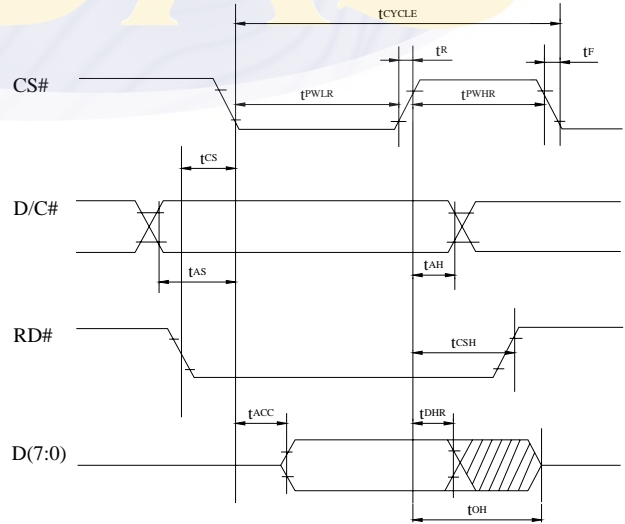 tCYCLE
tR
tF
CS#
tPWLR
tPWHR
tCS
D/C#
tAS
tAH
RD#
tCSH
tACC
tDHR
D(7:0)
tOH